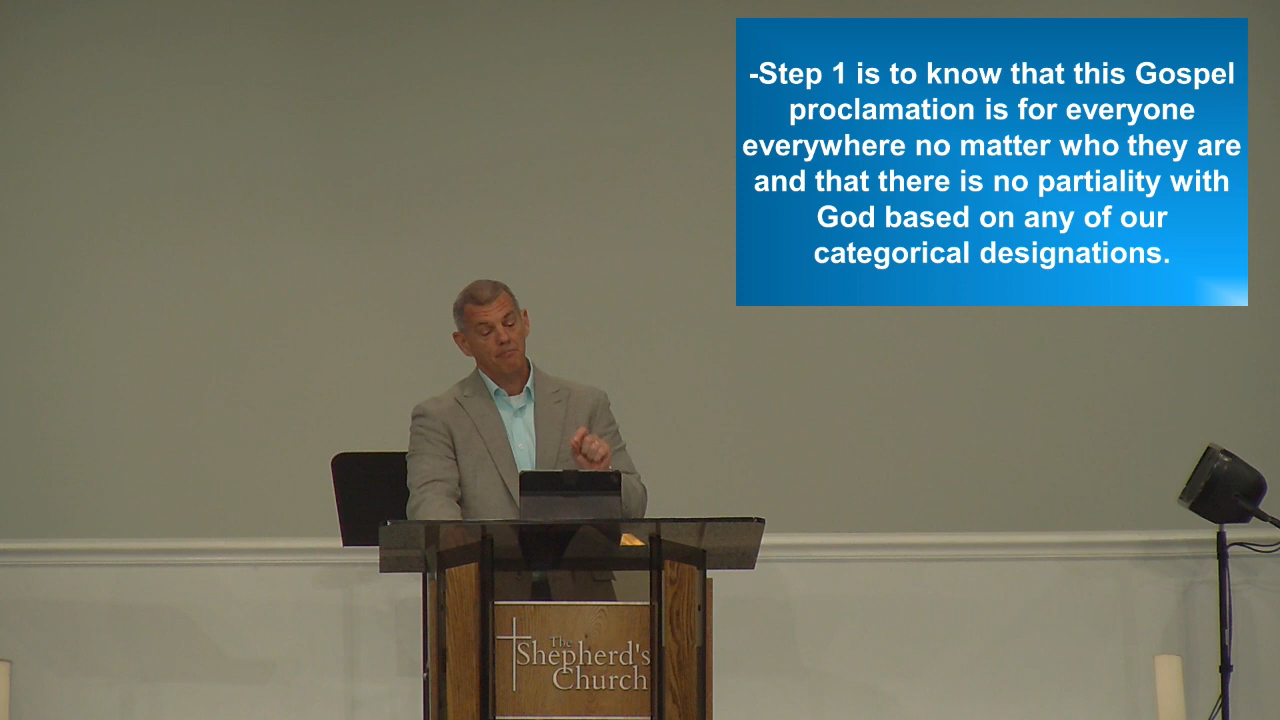 -Step 1 is to know that this Gospel
proclamation is for everyone
everywhere no matter who they are
and that there is no partiality with
God based on any of our
categorical designations.
The
Shepherd's
Church